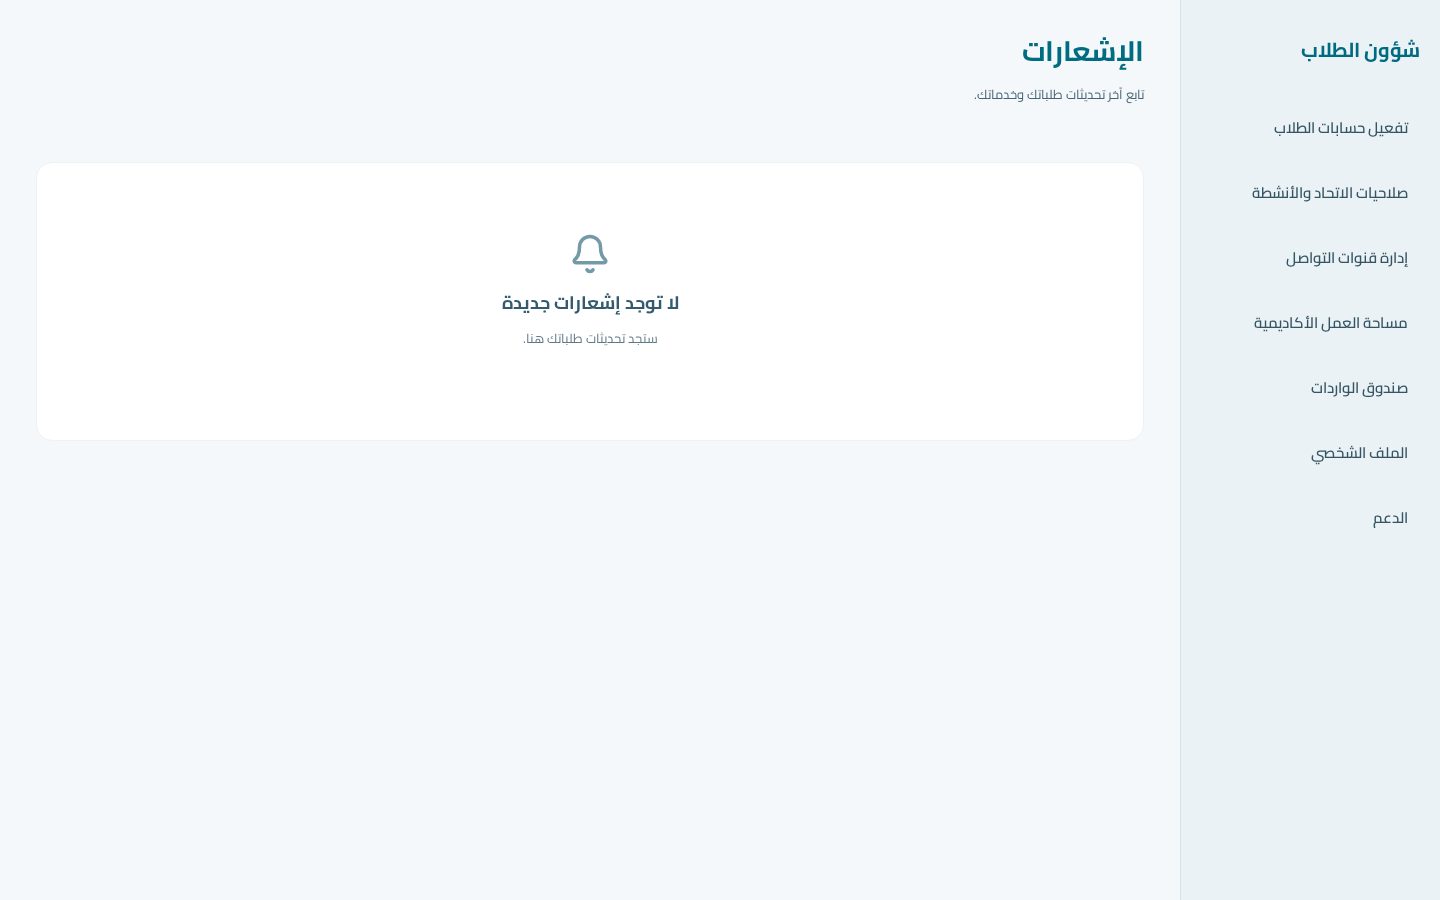 شؤون الطلاب
تفعيل حسابات الطلاب
صلاحيات الاتحاد والأنشطة
إدارة قنوات التواصل
مساحة العمل الأكاديمية
صندوق الواردات
الملف الشخصي
الدعم
الإشعارات
تابع آخر تحديثات طلباتك وخدماتك.
لا توجد إشعارات جديدة
ستجد تحديثات طلباتك هنا.